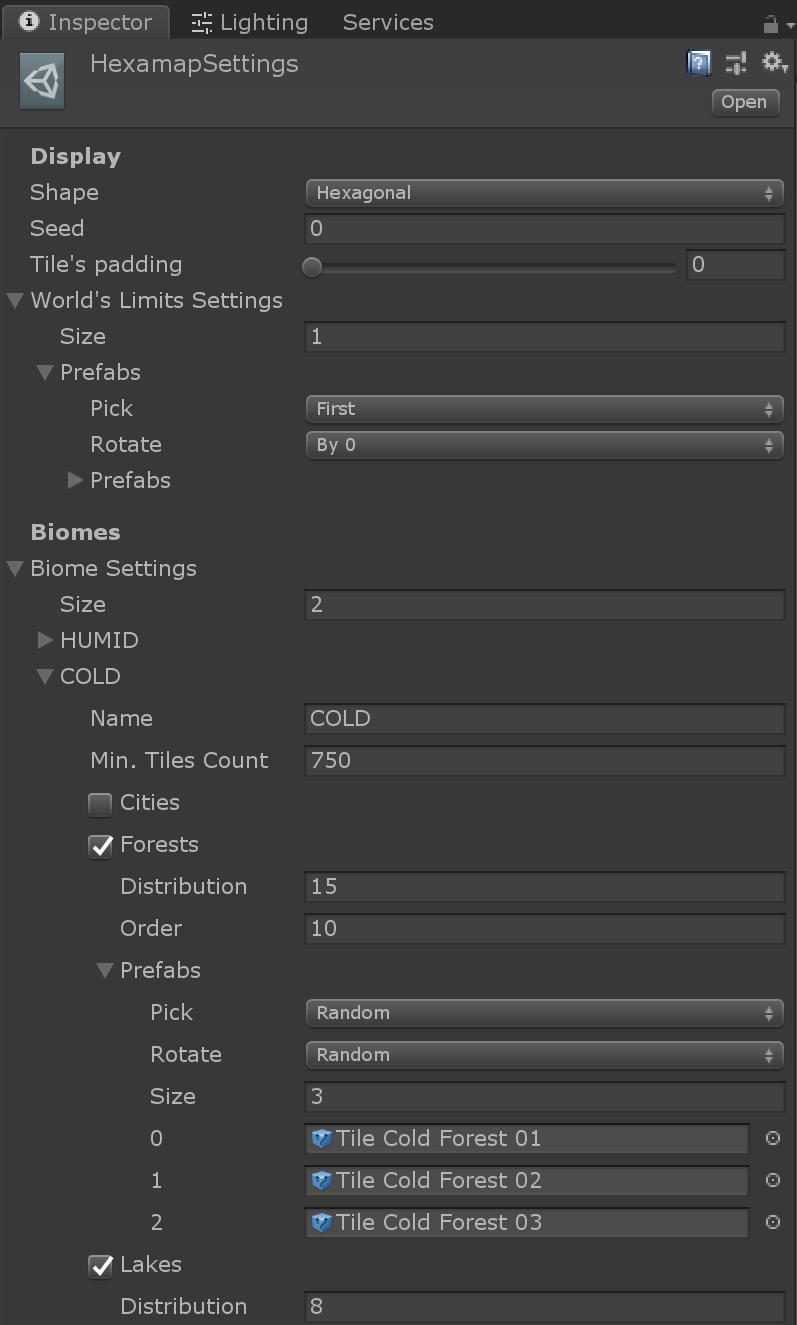 Inspector Lighting Services
HexamapSettings
Open
Display
Shape Hexagonal
Seed 0
Tile's padding 0
World's Limits Settings
Size 1
Prefabs
Pick First
Rotate By 0
Prefabs
Biomes
Biome Settings
Size 2
HUMID
COLD
Name COLD
Min. Tiles Count 750
Cities
Forests
Distribution 15
Order 10
Prefabs
Pick Random
Rotate Random
Size 3
0 Tile Cold Forest 01
1 Tile Cold Forest 02
2 Tile Cold Forest 03
Lakes
Distribution 8